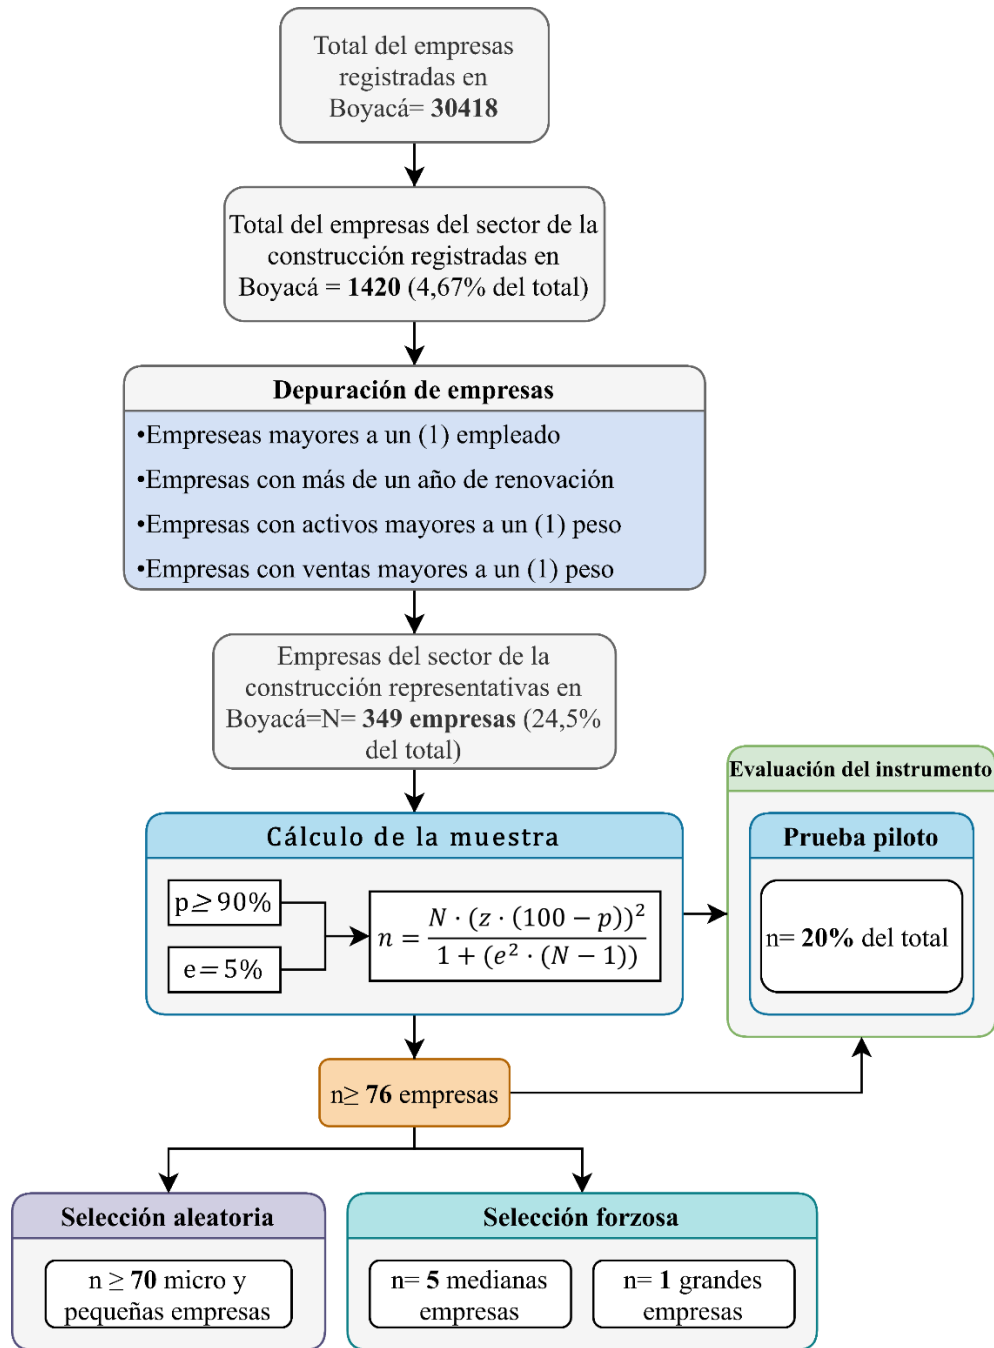 Total del empresas
registradas en
Boyacá= 30418
Total del empresas del sector de la
construcción registradas en
Boyacá = 1420 (4,67% del total)
Depuración de empresas
•Empreseas mayores a un (1) empleado
•Empresas con más de un año de renovación
•Empresas con activos mayores a un (1) peso
•Empresas con ventas mayores a un (1) peso
Empresas del sector de la
construcción representativas en
Boyacá=N= 349 empresas (24,5%
del total)
Cálculo de la muestra
p≥ 90%
e=5%
n = \frac{N · (z · (100 − p))^2}{1 + (e^2 · (N − 1))}
Evaluación del instrumento
Prueba piloto
n= 20% del total
n≥ 76 empresas
Selección aleatoria
n ≥ 70 micro y
pequeñas empresas
Selección forzosa
n= 5 medianas
empresas
n= 1 grandes
empresas